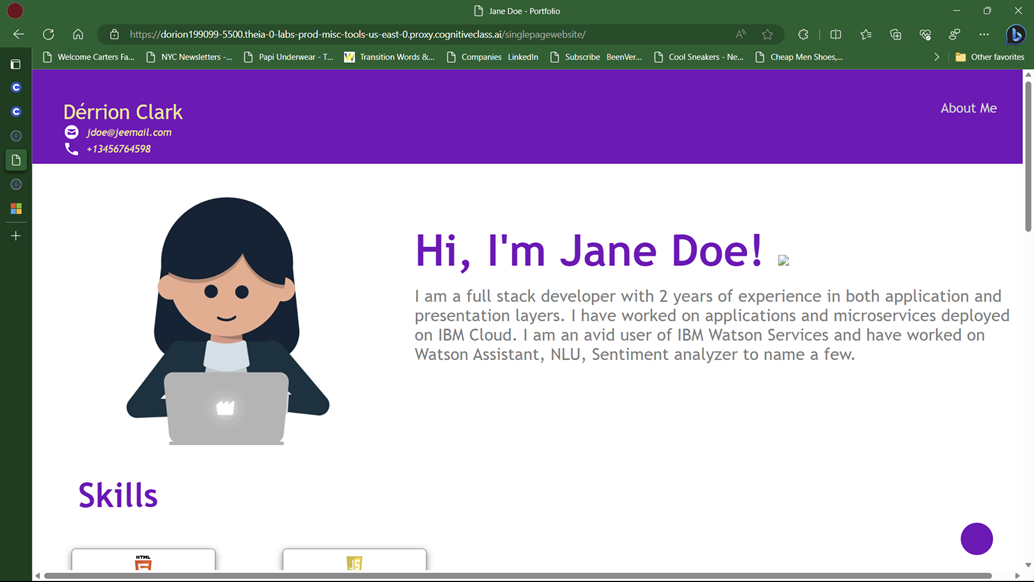 Jane Doe - Portfolio
https://dorion199099-5500.theia-0-labs-prod-misc-tools-us-east-0.proxy.cognitiveclass.ai/singlepagewebsite/
Welcome Carters Fa... NYC Newsletters -... Papi Underwear - T... Transition Words &... Companies LinkedIn Subscribe BeenVer... Cool Sneakers - Ne... Cheap Men Shoes,... Other favorites
Dérrion Clark
About Me
jdoe@jeemail.com
+13456764598
Hi, I'm Jane Doe!
I am a full stack developer with 2 years of experience in both application and
presentation layers. I have worked on applications and microservices deployed
on IBM Cloud. I am an avid user of IBM Watson Services and have worked on
Watson Assistant, NLU, Sentiment analyzer to name a few.
Skills
HTML
JS